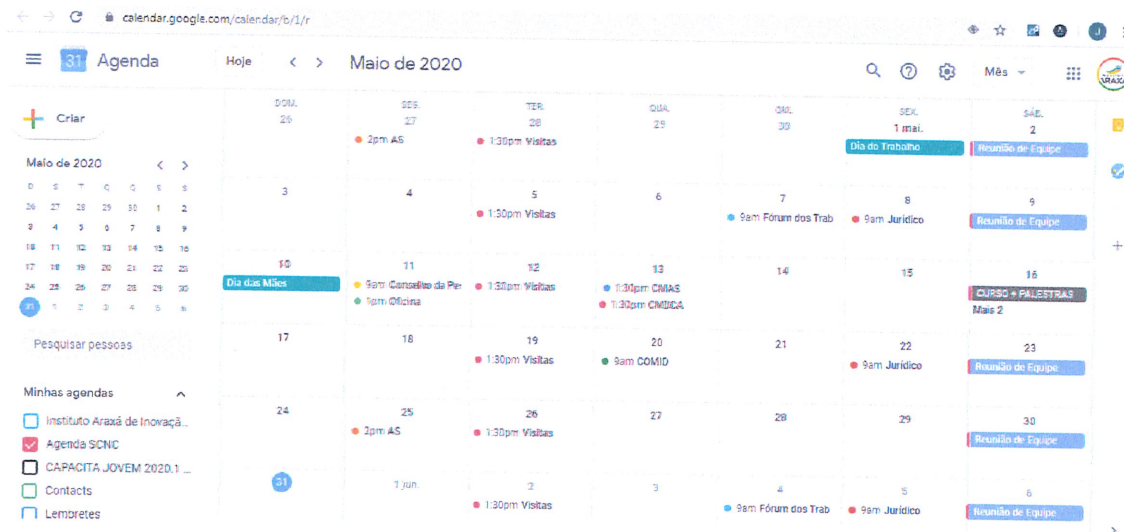 calendar.google.com/calendar/b/1/r
Agenda
Hoje
Maio de 2020
Mês
Criar
Maio de 2020
D S T Q Q S S
26 27 28 29 30 1 2
3 4 5 6 7 8 9
10 11 12 13 14 15 16
17 18 19 20 21 22 23
24 25 26 27 28 29 30
31 1 2 3 4 5 6
Pesquisar pessoas
Minhas agendas
Instituto Araxá de Inovaçã...
Agenda SCNC
CAPACITA JOVEM 2020.1 ...
Contacts
Lembretes
DOM. SEG. TER. QUA. QUI. SEX. SÁB.
26 27 28 29 30 1 mai. 2
2pm AS
1:30pm Visitas
Dia do Trabalho
Reunião de Equipe
3 4 5 6 7 8 9
1:30pm Visitas
9am Fórum dos Trab
9am Jurídico
Reunião de Equipe
10 11 12 13 14 15 16
Dia das Mães
9am Conselho da Pe
1pm Oficina
1:30pm Visitas
1:30pm CMAS
1:30pm CMDCA
CURSO + PALESTRAS
Mais 2
17 18 19 20 21 22 23
1:30pm Visitas
9am COMID
9am Jurídico
Reunião de Equipe
24 25 26 27 28 29 30
2pm AS
1:30pm Visitas
Reunião de Equipe
31 1 jun. 2 3 4 5 6
1:30pm Visitas
9am Fórum dos Trab
9am Jurídico
Reunião de Equipe